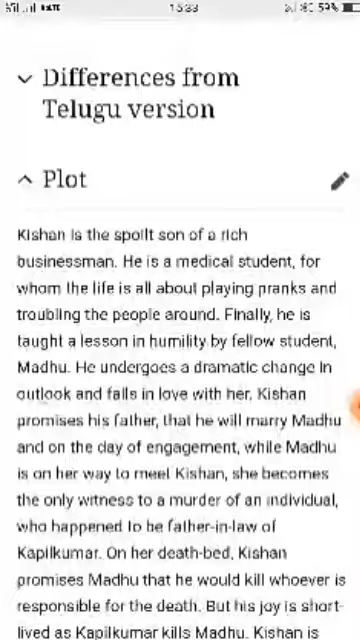 15:33
59%
Differences from
Telugu version
Plot
Kishan is the spoilt son of a rich
businessman. He is a medical student, for
whom the life is all about playing pranks and
troubling the people around. Finally, he is
taught a lesson in humility by fellow student,
Madhu. He undergoes a dramatic change in
outlook and falls in love with her. Kishan
promises his father, that he will marry Madhu
and on the day of engagement, while Madhu
is on her way to meet Kishan, she becomes
the only witness to a murder of an individual,
who happened to be father-in-law of
Kapilkumar. On her death-bed, Kishan
promises Madhu that he would kill whoever is
responsible for the death. But his joy is short-
lived as Kapilkumar kills Madhu. Kishan is